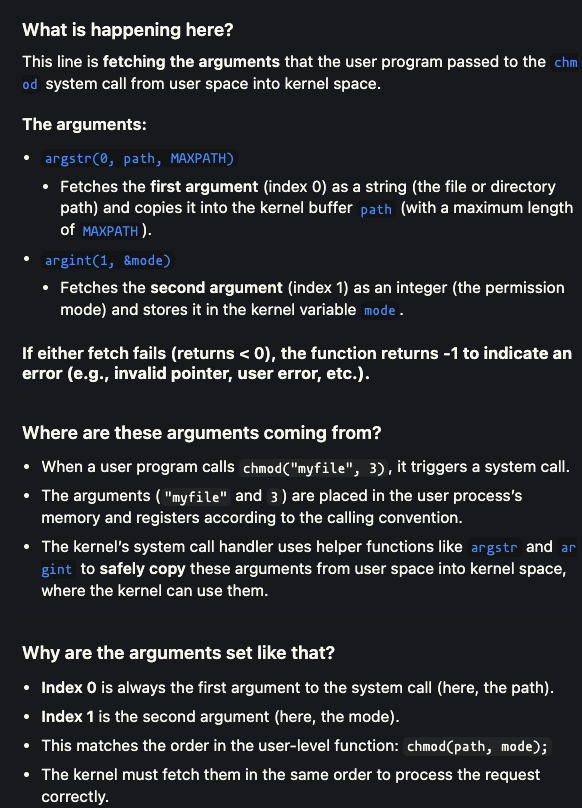 What is happening here?
This line is fetching the arguments that the user program passed to the chm
od system call from user space into kernel space.
The arguments:
• argstr(0, path, MAXPATH)
• Fetches the first argument (index 0) as a string (the file or directory
path) and copies it into the kernel buffer path (with a maximum length
of MAXPATH ).
• argint(1, &mode)
• Fetches the second argument (index 1) as an integer (the permission
mode) and stores it in the kernel variable mode .
If either fetch fails (returns < 0), the function returns -1 to indicate an
error (e.g., invalid pointer, user error, etc.).
Where are these arguments coming from?
• When a user program calls chmod("myfile", 3), it triggers a system call.
• The arguments ( "myfile" and 3 ) are placed in the user process's
memory and registers according to the calling convention.
• The kernel's system call handler uses helper functions like argstr and ar
gint to safely copy these arguments from user space into kernel space,
where the kernel can use them.
Why are the arguments set like that?
• Index 0 is always the first argument to the system call (here, the path).
• Index 1 is the second argument (here, the mode).
• This matches the order in the user-level function: chmod(path, mode);
• The kernel must fetch them in the same order to process the request
correctly.